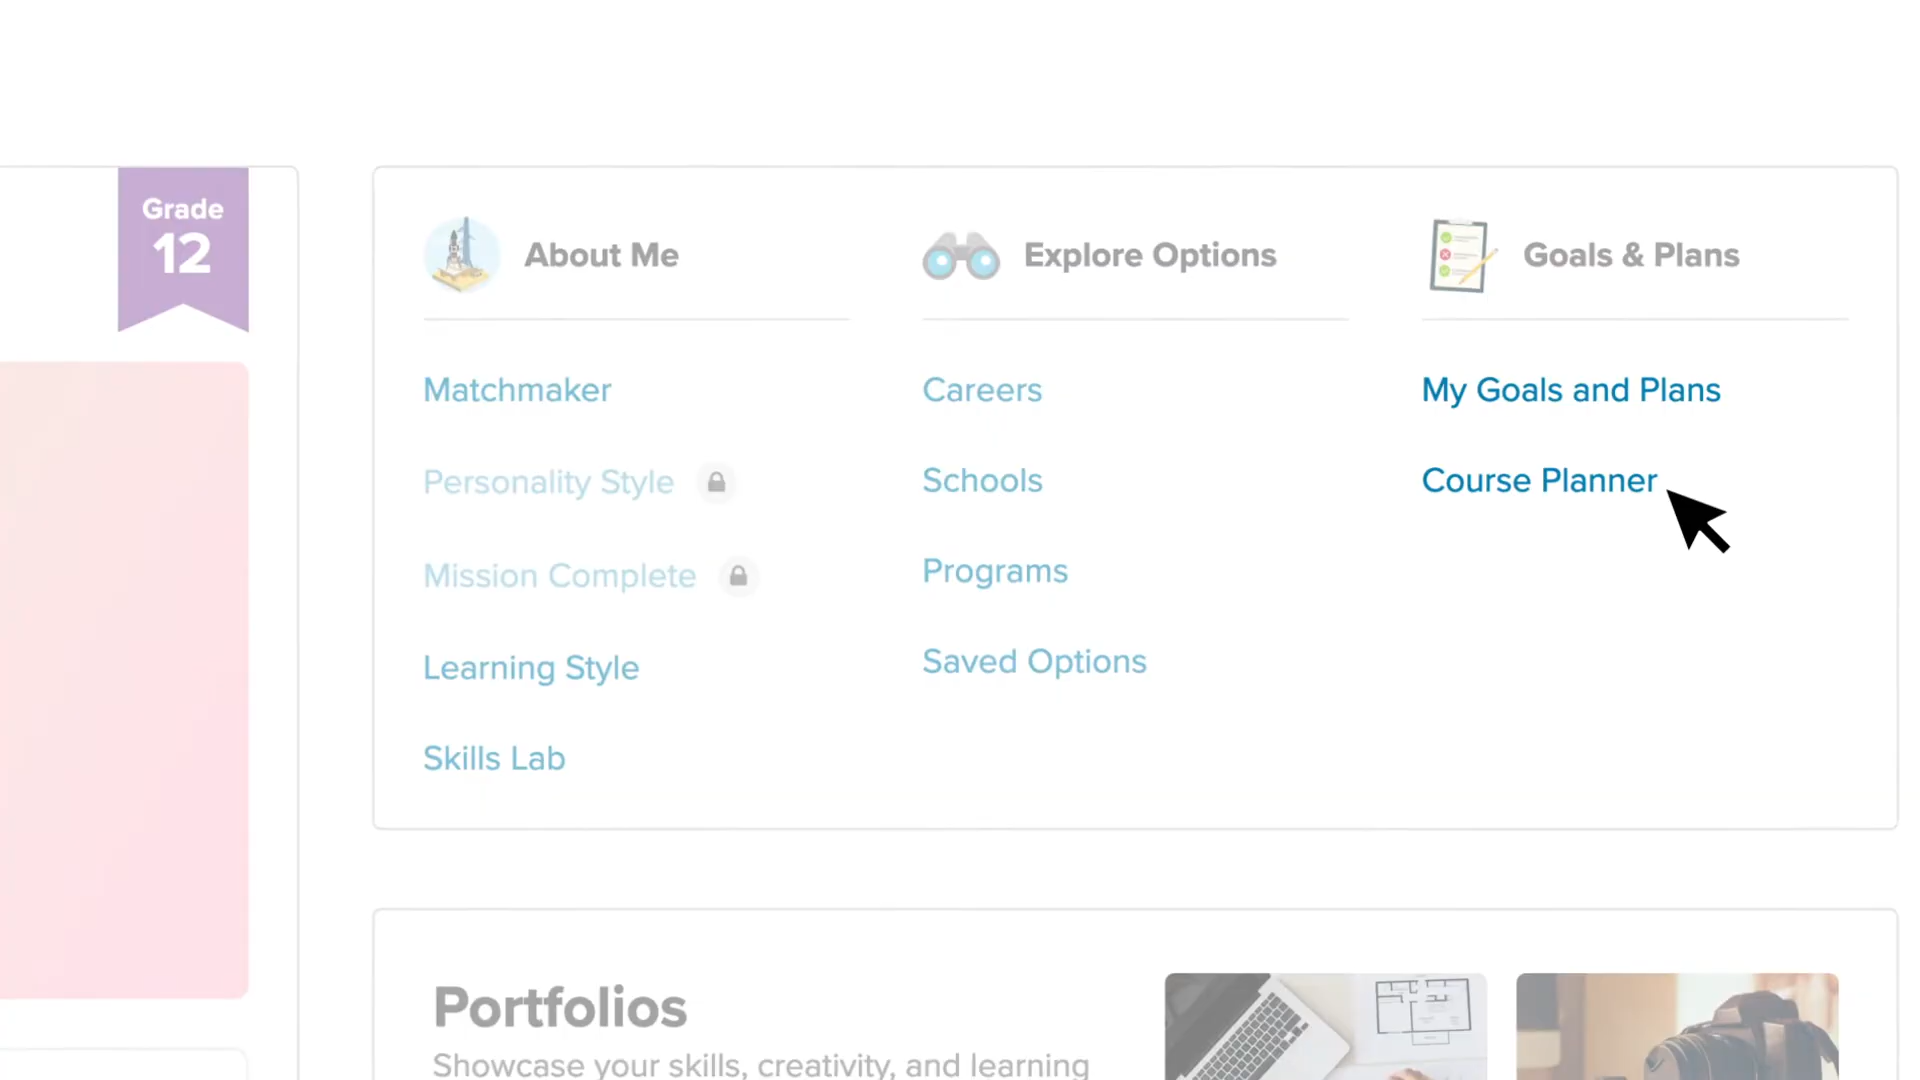 Grade
12
About Me
Matchmaker
Personality Style
Mission Complete
Learning Style
Skills Lab
Explore Options
Careers
Schools
Programs
Saved Options
Goals & Plans
My Goals and Plans
Course Planner
Portfolios
Showcase your skills, creativity, and learning